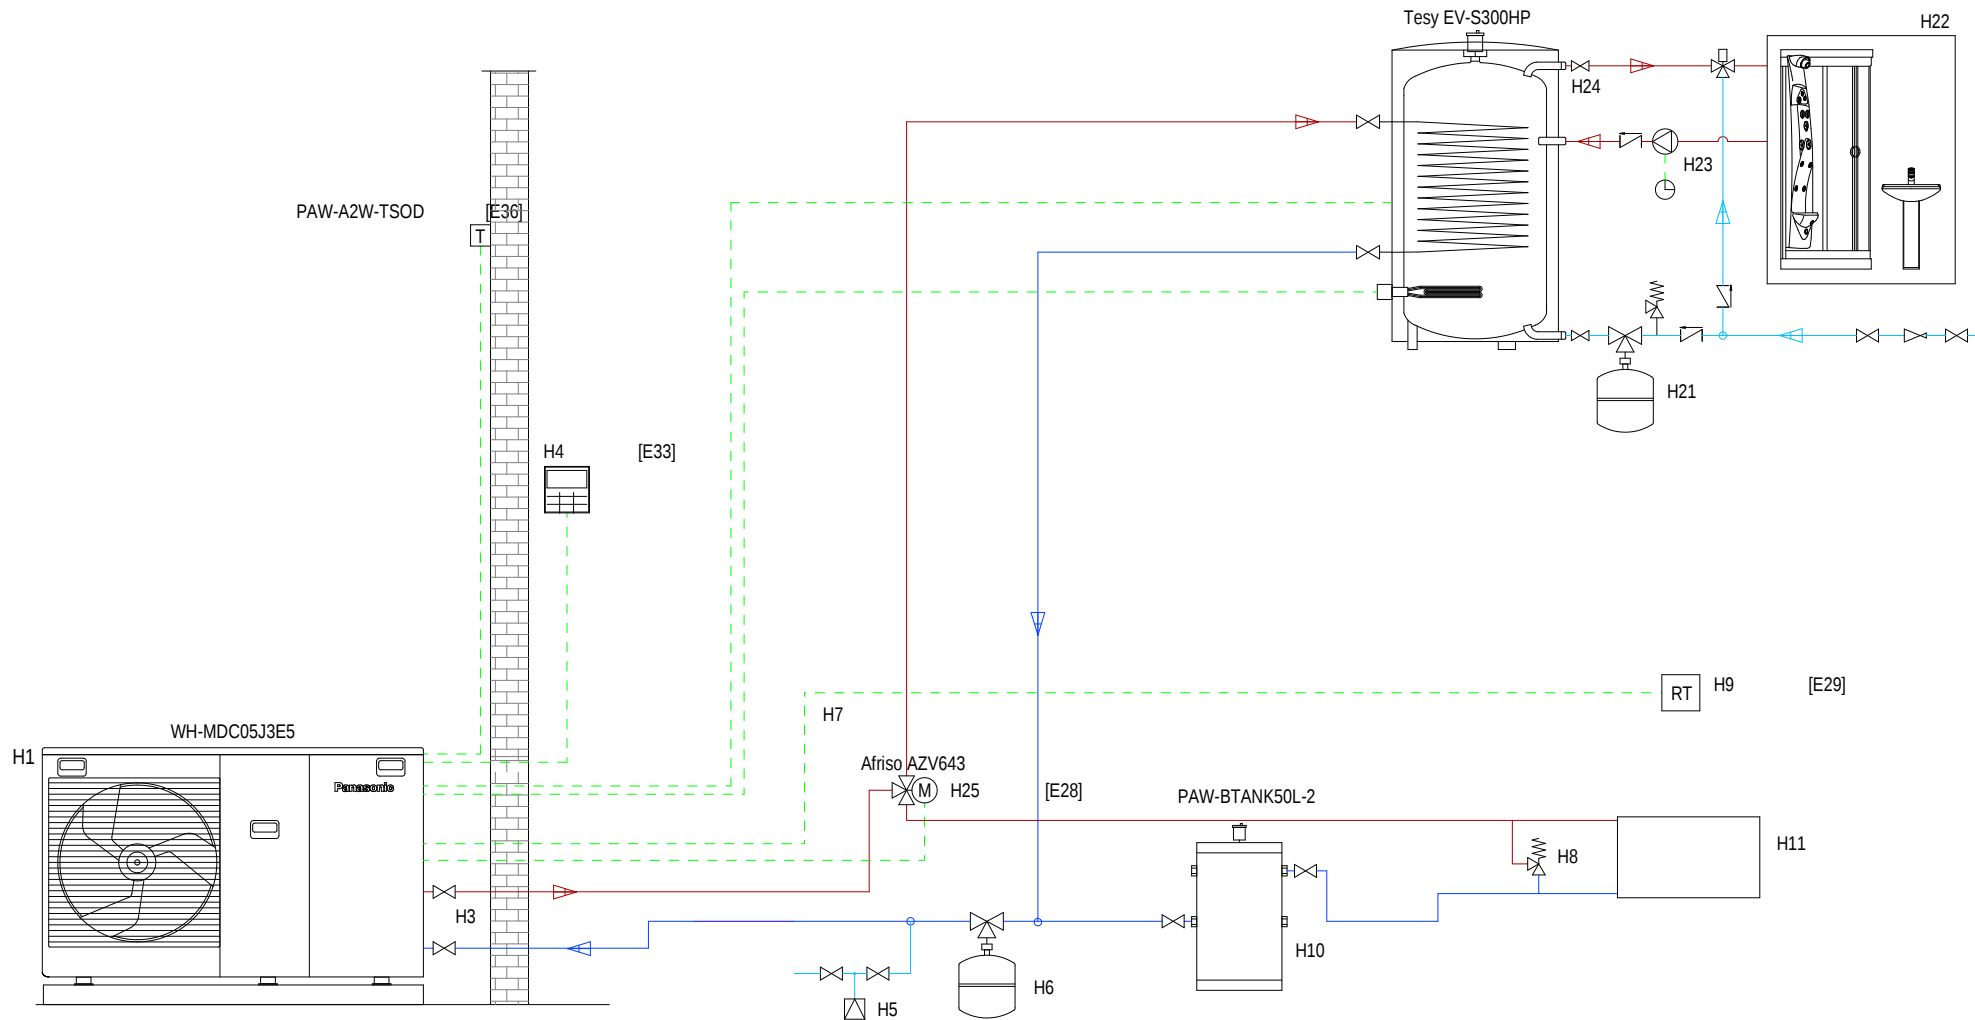 Tesy EV-S300HP
H22
H24
H23
PAW-A2W-TSOD
[E36]
T
H21
H4
[E33]
RT
H9
[E29]
H7
WH-MDC05J3E5
H1
Panasonic
Afriso AZV643
M
H25
[E28]
PAW-BTANK50L-2
H11
H8
H3
H10
H6
H5